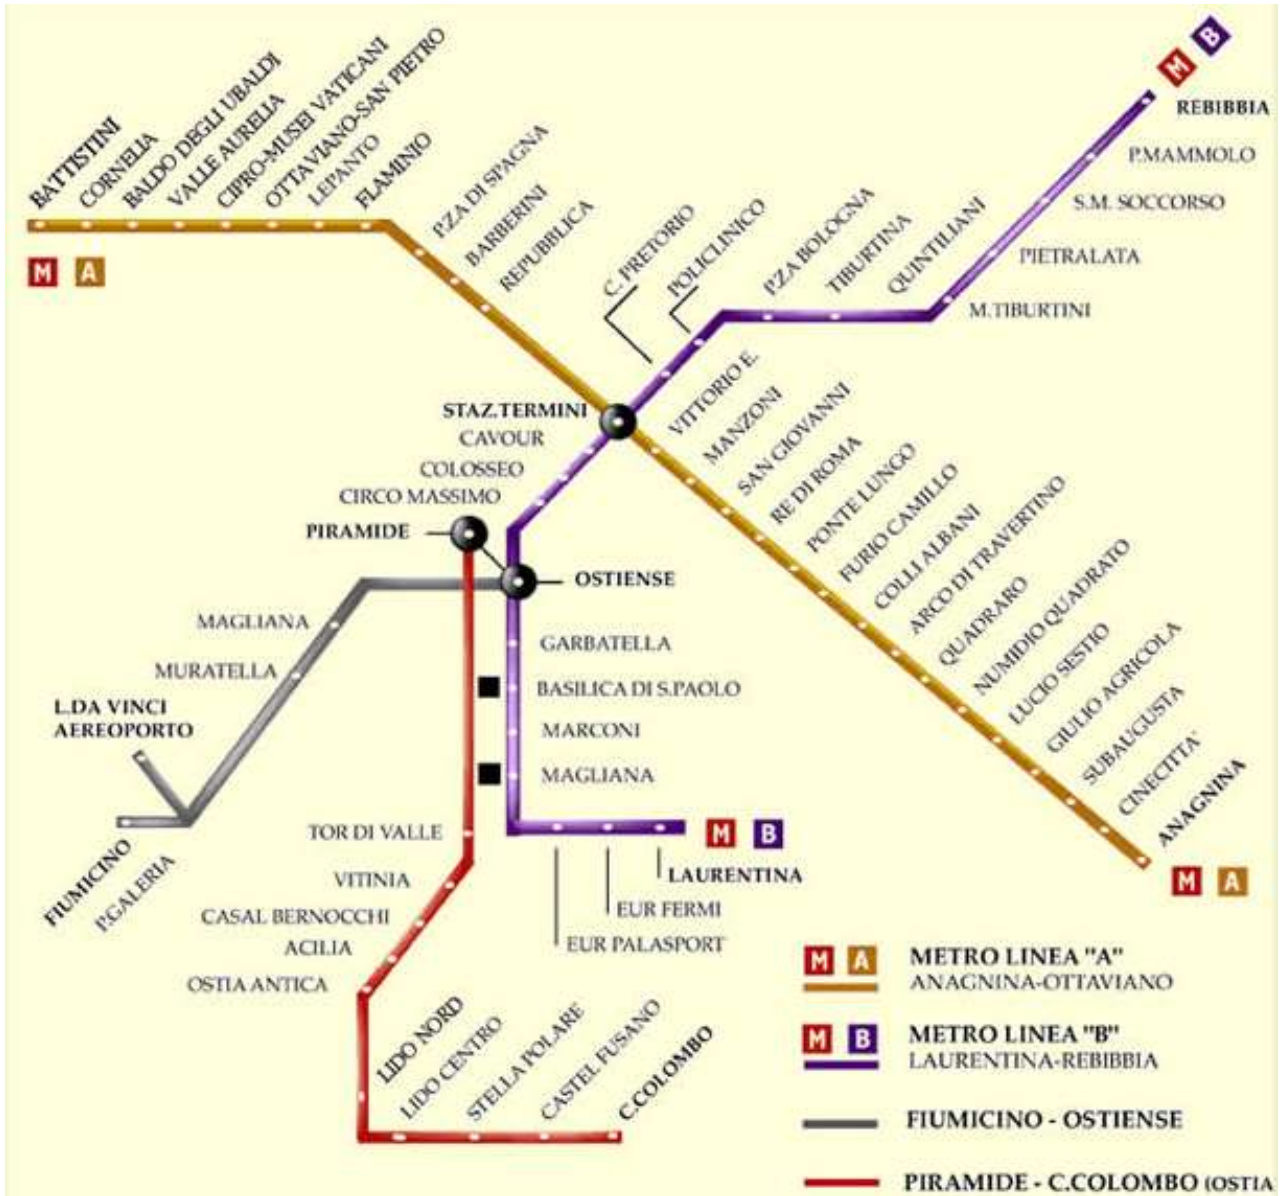 BATTISTINI
CORNELIA
BALDO DEGLI UBALDI
VALLE AURELIA
CIPRO-MUSEI VATICANI
OTTAVIANO-SAN PIETRO
LEPANTO
FLAMINIO
P.ZA DI SPAGNA
BARBERINI
REPUBBLICA
M A
C. PRETORIO
POLICLINICO
P.ZA BOLOGNA
TIBURTINA
QUINTILIANI
M B
REBIBBIA
P.MAMMOLO
S.M. SOCCORSO
PIETRALATA
M.TIBURTINI
STAZ.TERMINI
CAVOUR
COLOSSEO
CIRCO MASSIMO
PIRAMIDE
OSTIENSE
VITTORIO E.
MANZONI
SAN GIOVANNI
RE DI ROMA
PONTE LUNGO
FURIO CAMILLO
COLLI ALBANI
ARCO DI TRAVERTINO
QUADRARO
NUMIDIO QUADRATO
LUCIO SESTIO
GIULIO AGRICOLA
SUBAUGUSTA
CINECITTA'
ANAGNINA
M A
MAGLIANA
MURATELLA
L.DA VINCI
AEREOPORTO
FIUMICINO
P.GALERIA
GARBATELLA
BASILICA DI S.PAOLO
MARCONI
MAGLIANA
M B
LAURENTINA
EUR FERMI
EUR PALASPORT
TOR DI VALLE
VITINIA
CASAL BERNOCCHI
ACILIA
OSTIA ANTICA
LIDO NORD
LIDO CENTRO
STELLA POLARE
CASTEL FUSANO
C.COLOMBO
M A METRO LINEA "A"
ANAGNINA-OTTAVIANO
M B METRO LINEA "B"
LAURENTINA-REBIBBIA
FIUMICINO - OSTIENSE
PIRAMIDE - C.COLOMBO (OSTIA